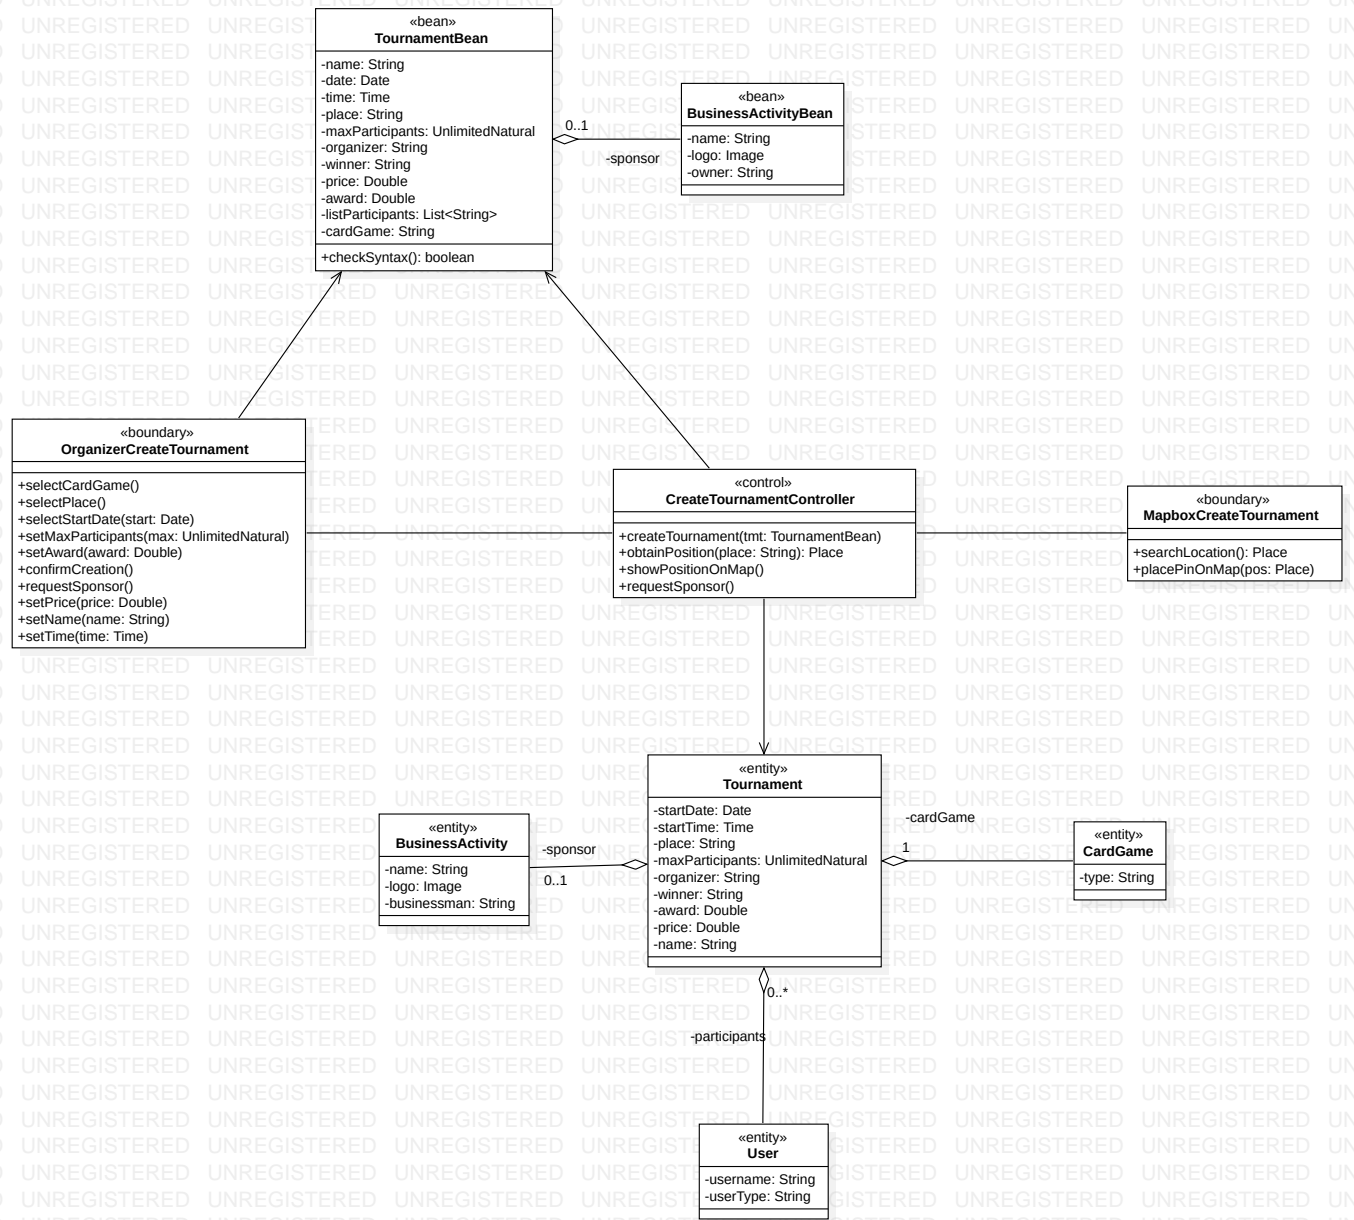 «bean»
TournamentBean
-name: String
-date: Date
-time: Time
-place: String
-maxParticipants: UnlimitedNatural
-organizer: String
-winner: String
-price: Double
-award: Double
-listParticipants: List<String>
-cardGame: String
+checkSyntax(): boolean
0..1
-sponsor
«bean»
BusinessActivityBean
-name: String
-logo: Image
-owner: String
«boundary»
OrganizerCreateTournament
+selectCardGame()
+selectPlace()
+selectStartDate(start: Date)
+setMaxParticipants(max: UnlimitedNatural)
+setAward(award: Double)
+confirmCreation()
+requestSponsor()
+setPrice(price: Double)
+setName(name: String)
+setTime(time: Time)
«control»
CreateTournamentController
+createTournament(tmt: TournamentBean)
+obtainPosition(place: String): Place
+showPositionOnMap()
+requestSponsor()
«boundary»
MapboxCreateTournament
+searchLocation(): Place
+placePinOnMap(pos: Place)
«entity»
BusinessActivity
-name: String
-logo: Image
-businessman: String
-sponsor
0..1
«entity»
Tournament
-startDate: Date
-startTime: Time
-place: String
-maxParticipants: UnlimitedNatural
-organizer: String
-winner: String
-award: Double
-price: Double
-name: String
-cardGame
1
«entity»
CardGame
-type: String
0..*
-participants
«entity»
User
-username: String
-userType: String
UNREGISTERED